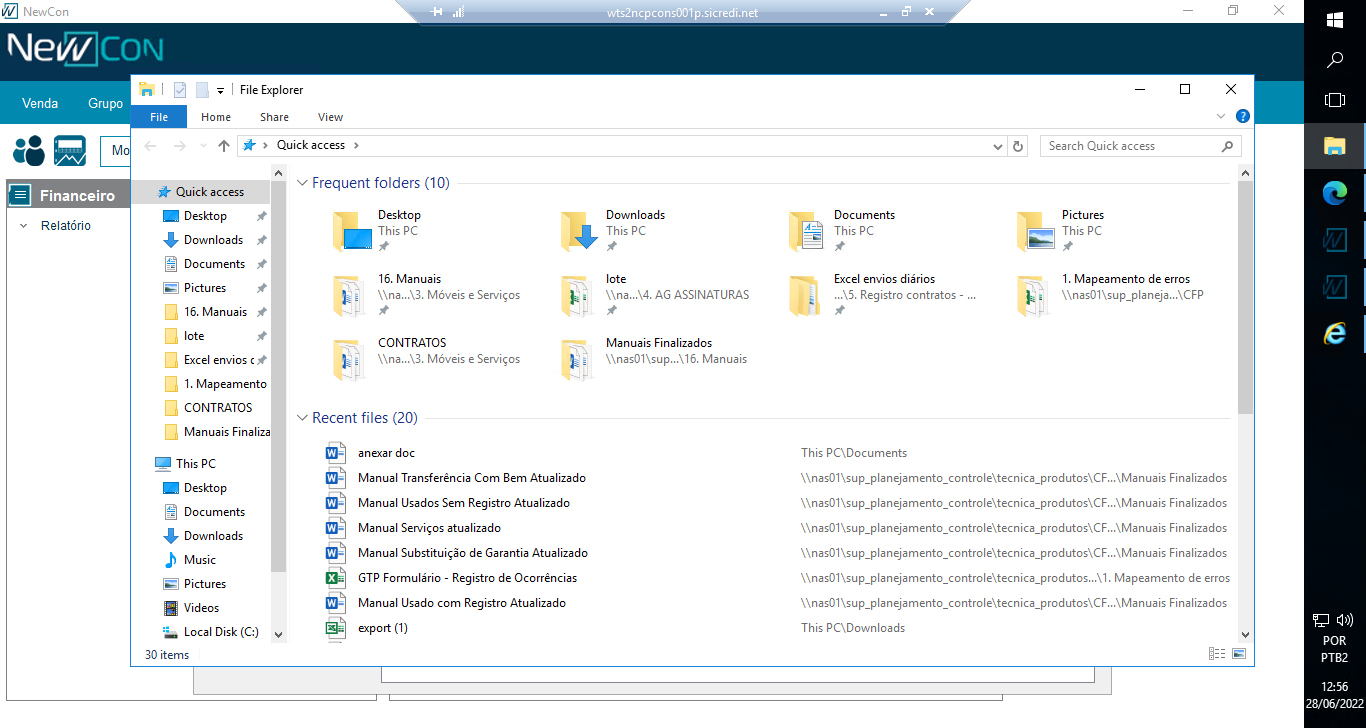 NewCon
wts2ncpcons001p.sicredi.net
NewCon
Venda Grupo
Mo
Financeiro
Relatório
File Explorer
File Home Share View
Quick access
Search Quick access
Quick access
Desktop
Downloads
Documents
Pictures
16. Manuais
lote
Excel envios c
1. Mapeamento
CONTRATOS
Manuais Finaliza
This PC
Desktop
Documents
Downloads
Music
Pictures
Videos
Local Disk (C:)
Frequent folders (10)
Desktop
This PC
Downloads
This PC
Documents
This PC
Pictures
This PC
16. Manuais
\\na...\3. Móveis e Serviços
lote
\\na...\4. AG ASSINATURAS
Excel envios diários
...\5. Registro contratos - ...
1. Mapeamento de erros
\\nas01\sup_planeja...\CFP
CONTRATOS
\\na...\3. Móveis e Serviços
Manuais Finalizados
\\nas01\sup...\16. Manuais
Recent files (20)
anexar doc This PC\Documents
Manual Transferência Com Bem Atualizado \\nas01\sup_planejamento_controle\tecnica_produtos\CF...\Manuais Finalizados
Manual Usados Sem Registro Atualizado \\nas01\sup_planejamento_controle\tecnica_produtos\CF...\Manuais Finalizados
Manual Serviços atualizado \\nas01\sup_planejamento_controle\tecnica_produtos\CF...\Manuais Finalizados
Manual Substituição de Garantia Atualizado \\nas01\sup_planejamento_controle\tecnica_produtos\CF...\Manuais Finalizados
GTP Formulário - Registro de Ocorrências \\nas01\sup_planejamento_controle\tecnica_produtos...\1. Mapeamento de erros
Manual Usado com Registro Atualizado \\nas01\sup_planejamento_controle\tecnica_produtos\CF...\Manuais Finalizados
export (1) This PC\Downloads
30 items
POR
PTB2
12:56
28/06/2022